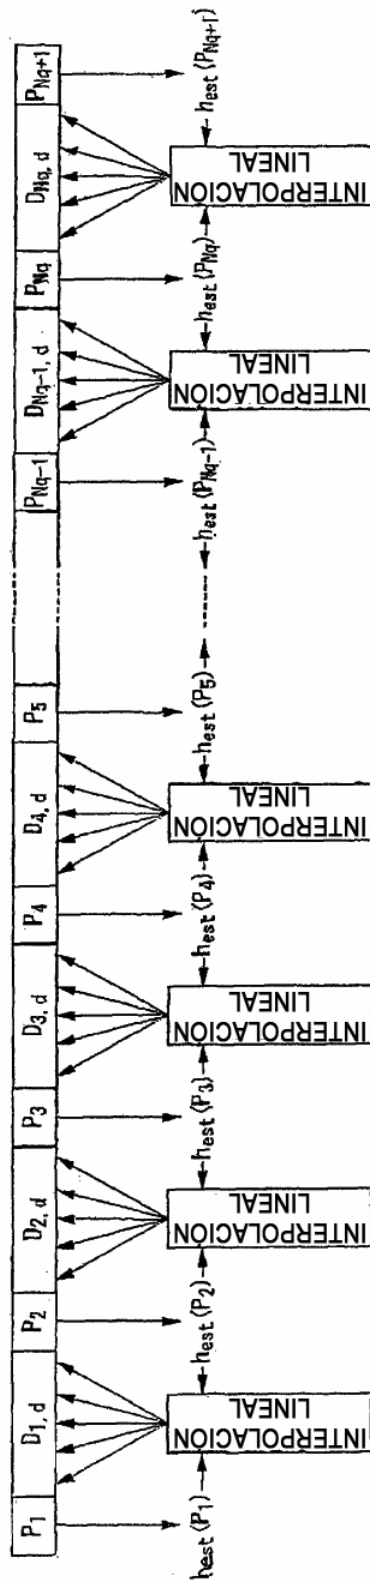 P1 D1, d P2 D2, d P3 D3, d P4 D4, d P5 PNq-1 DNq-1, d PNq DNq, d PNq+1
hest(P1) hest(P2) hest(P3) hest(P4) hest(P5) ------ hest(PNq-1) hest(PNq) hest(PNq+1)
INTERPOLACION
LINEAL
INTERPOLACION
LINEAL
INTERPOLACION
LINEAL
INTERPOLACION
LINEAL
INTERPOLACION
LINEAL
INTERPOLACION
LINEAL